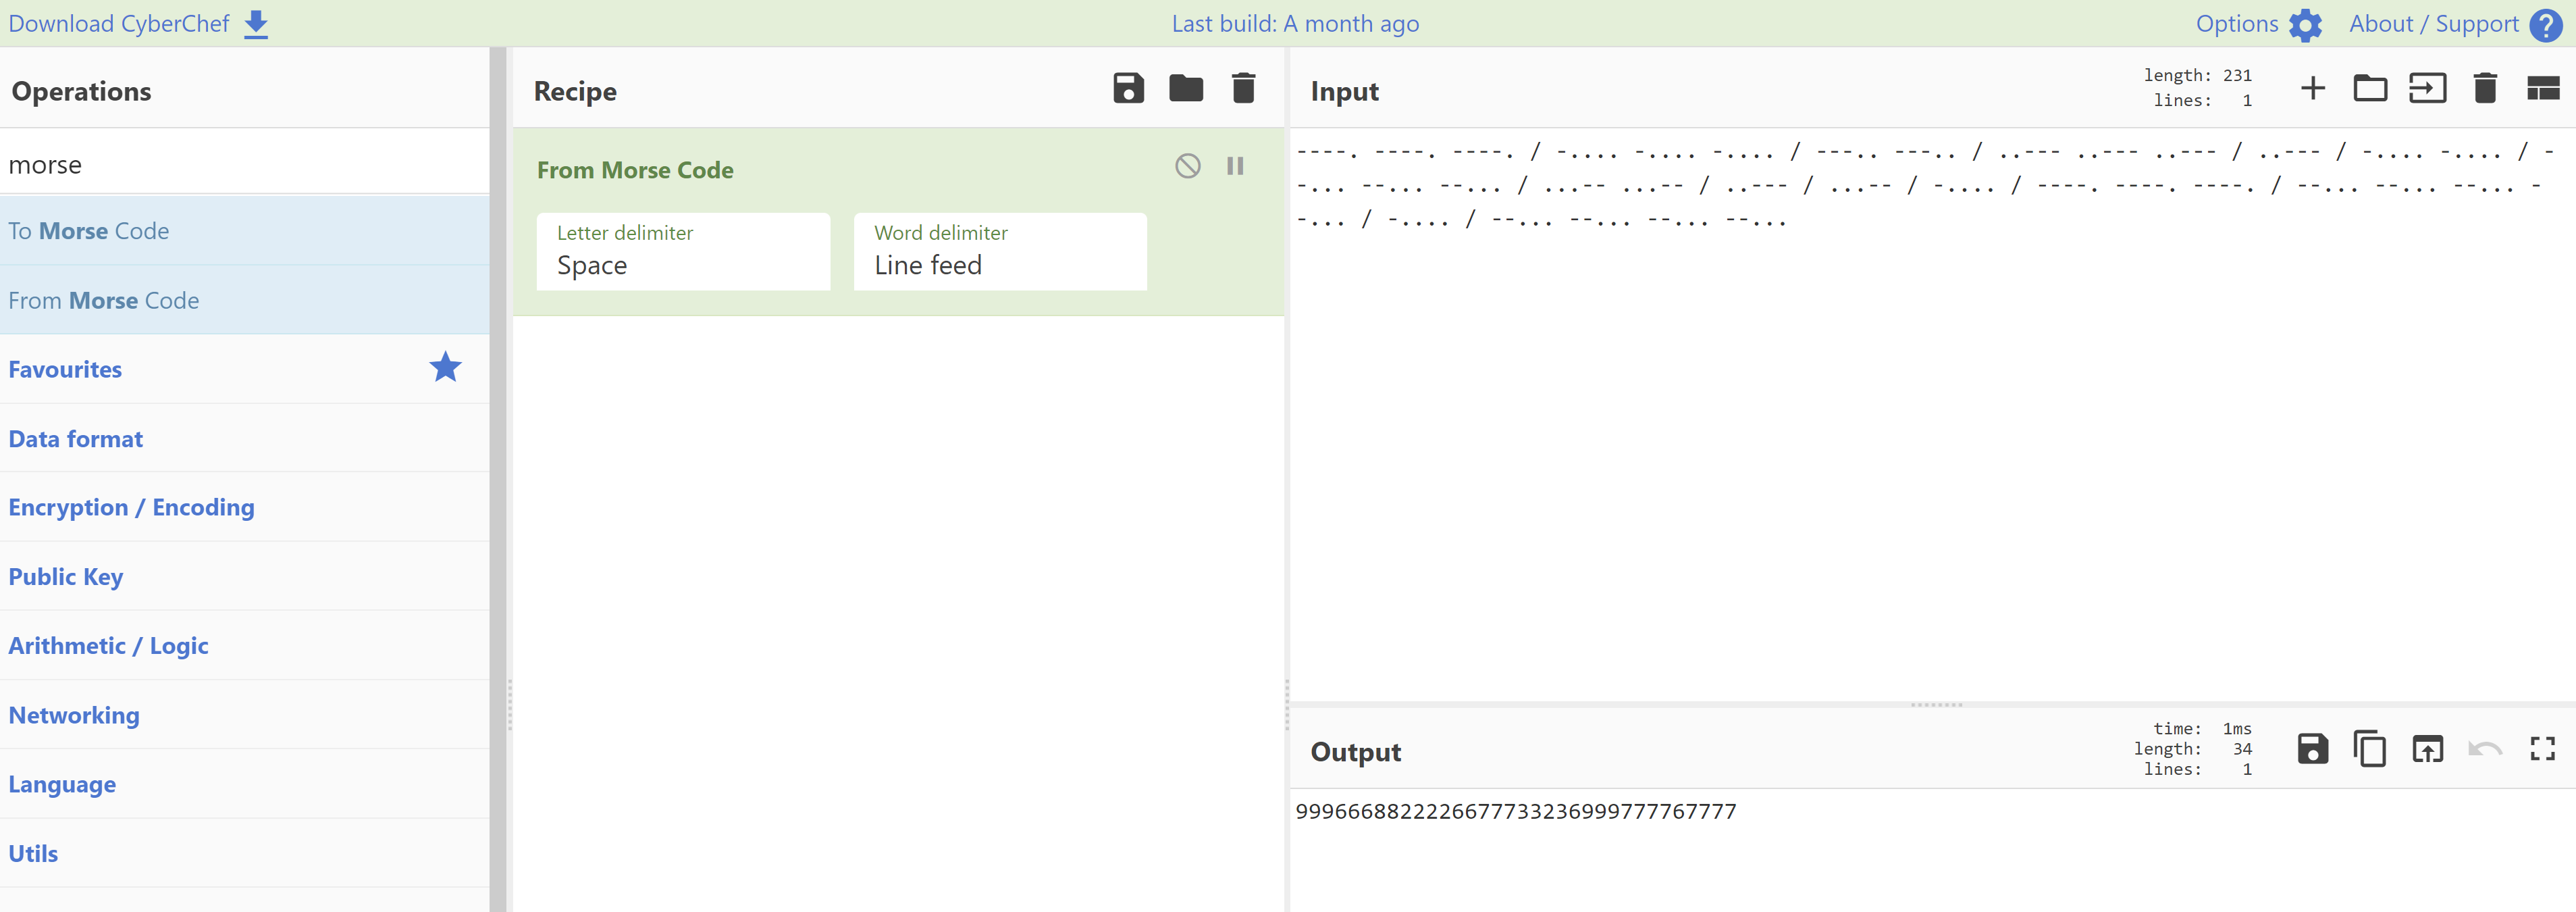 Download CyberChef
Last build: A month ago
Options
About / Support
?
Operations
morse
To Morse Code
From Morse Code
Favourites
Data format
Encryption / Encoding
Public Key
Arithmetic / Logic
Networking
Language
Utils
Recipe
From Morse Code
Letter delimiter
Space
Word delimiter
Line feed
Input
length: 231
lines: 1
----. ----. ----. / -.... -.... -.... / ---.. ---.. / ..--- ..--- ..--- / ..--- / -.... -.... / -
-... --... --... / ...-- ...-- / ..--- / ...-- / -.... / ----. ----. ----. / --... --... --... -
-... / -.... / --... --... --... --...
Output
time: 1ms
length: 34
lines: 1
9996668822226677733236999777767777